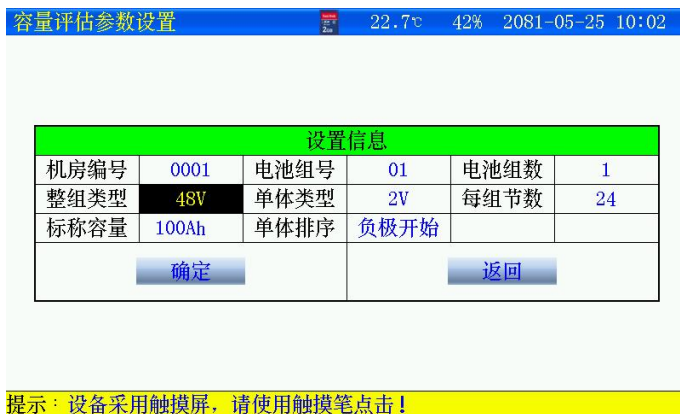 容量评估参数设置 22.7℃ 42% 2081-05-25 10:02
设置信息
机房编号 0001 电池组号 01 电池组数 1
整组类型 48V 单体类型 2V 每组节数 24
标称容量 100Ah 单体排序 负极开始
确定 返回
提示：设备采用触摸屏，请使用触摸笔点击！